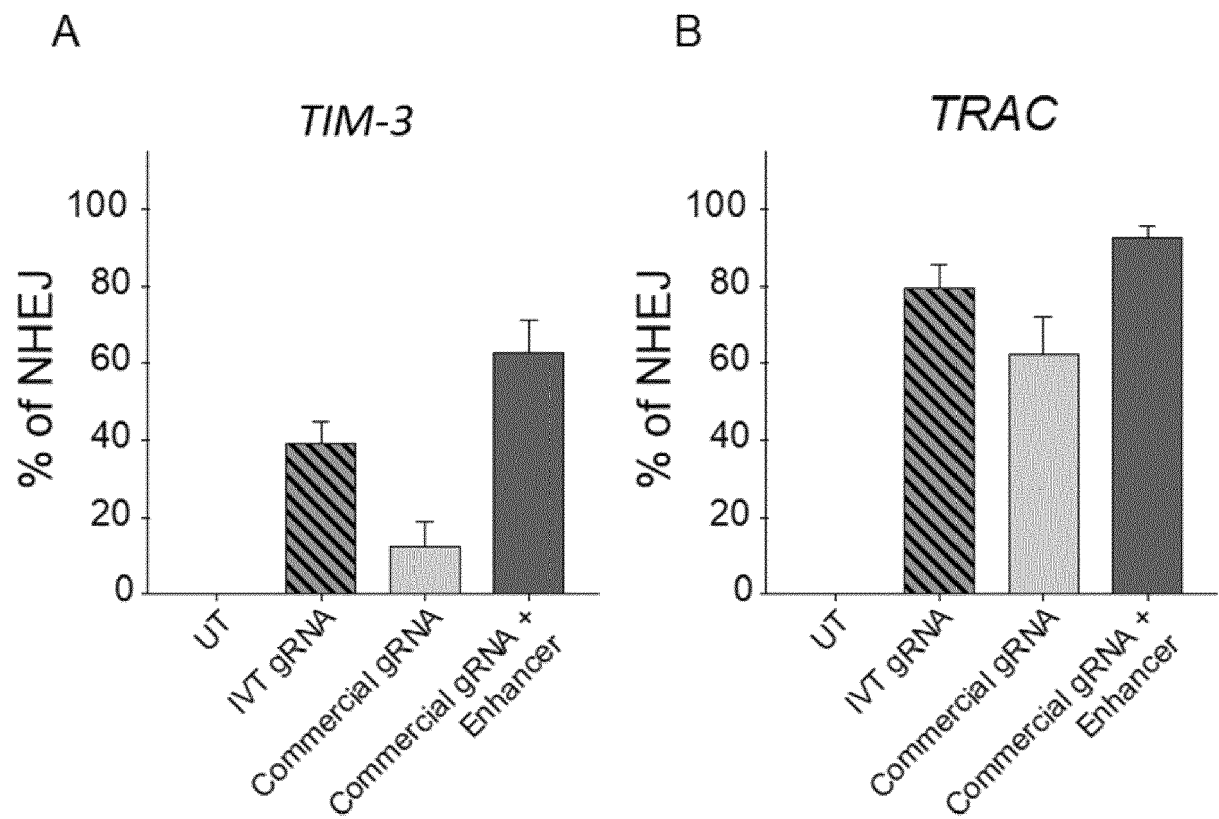 A
TIM-3
% of NHEJ
100
80
60
40
20
0
UT
IVT gRNA
Commercial gRNA
Commercial gRNA +
Enhancer
B
TRAC
% of NHEJ
100
80
60
40
20
0
UT
IVT gRNA
Commercial gRNA
Commercial gRNA +
Enhancer